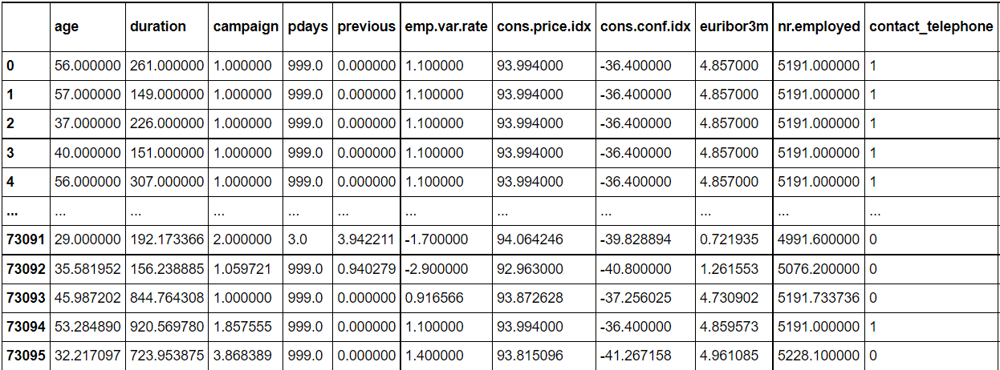 age duration campaign pdays previous emp.var.rate cons.price.idx cons.conf.idx euribor3m nr.employed contact_telephone
0 56.000000 261.000000 1.000000 999.0 0.000000 1.100000 93.994000 -36.400000 4.857000 5191.000000 1
1 57.000000 149.000000 1.000000 999.0 0.000000 1.100000 93.994000 -36.400000 4.857000 5191.000000 1
2 37.000000 226.000000 1.000000 999.0 0.000000 1.100000 93.994000 -36.400000 4.857000 5191.000000 1
3 40.000000 151.000000 1.000000 999.0 0.000000 1.100000 93.994000 -36.400000 4.857000 5191.000000 1
4 56.000000 307.000000 1.000000 999.0 0.000000 1.100000 93.994000 -36.400000 4.857000 5191.000000 1
... ... ... ... ... ... ... ... ... ... ... ...
73091 29.000000 192.173366 2.000000 3.0 3.942211 -1.700000 94.064246 -39.828894 0.721935 4991.600000 0
73092 35.581952 156.238885 1.059721 999.0 0.940279 -2.900000 92.963000 -40.800000 1.261553 5076.200000 0
73093 45.987202 844.764308 1.000000 999.0 0.000000 0.916566 93.872628 -37.256025 4.730902 5191.733736 0
73094 53.284890 920.569780 1.857555 999.0 0.000000 1.100000 93.994000 -36.400000 4.859573 5191.000000 1
73095 32.217097 723.953875 3.868389 999.0 0.000000 1.400000 93.815096 -41.267158 4.961085 5228.100000 0